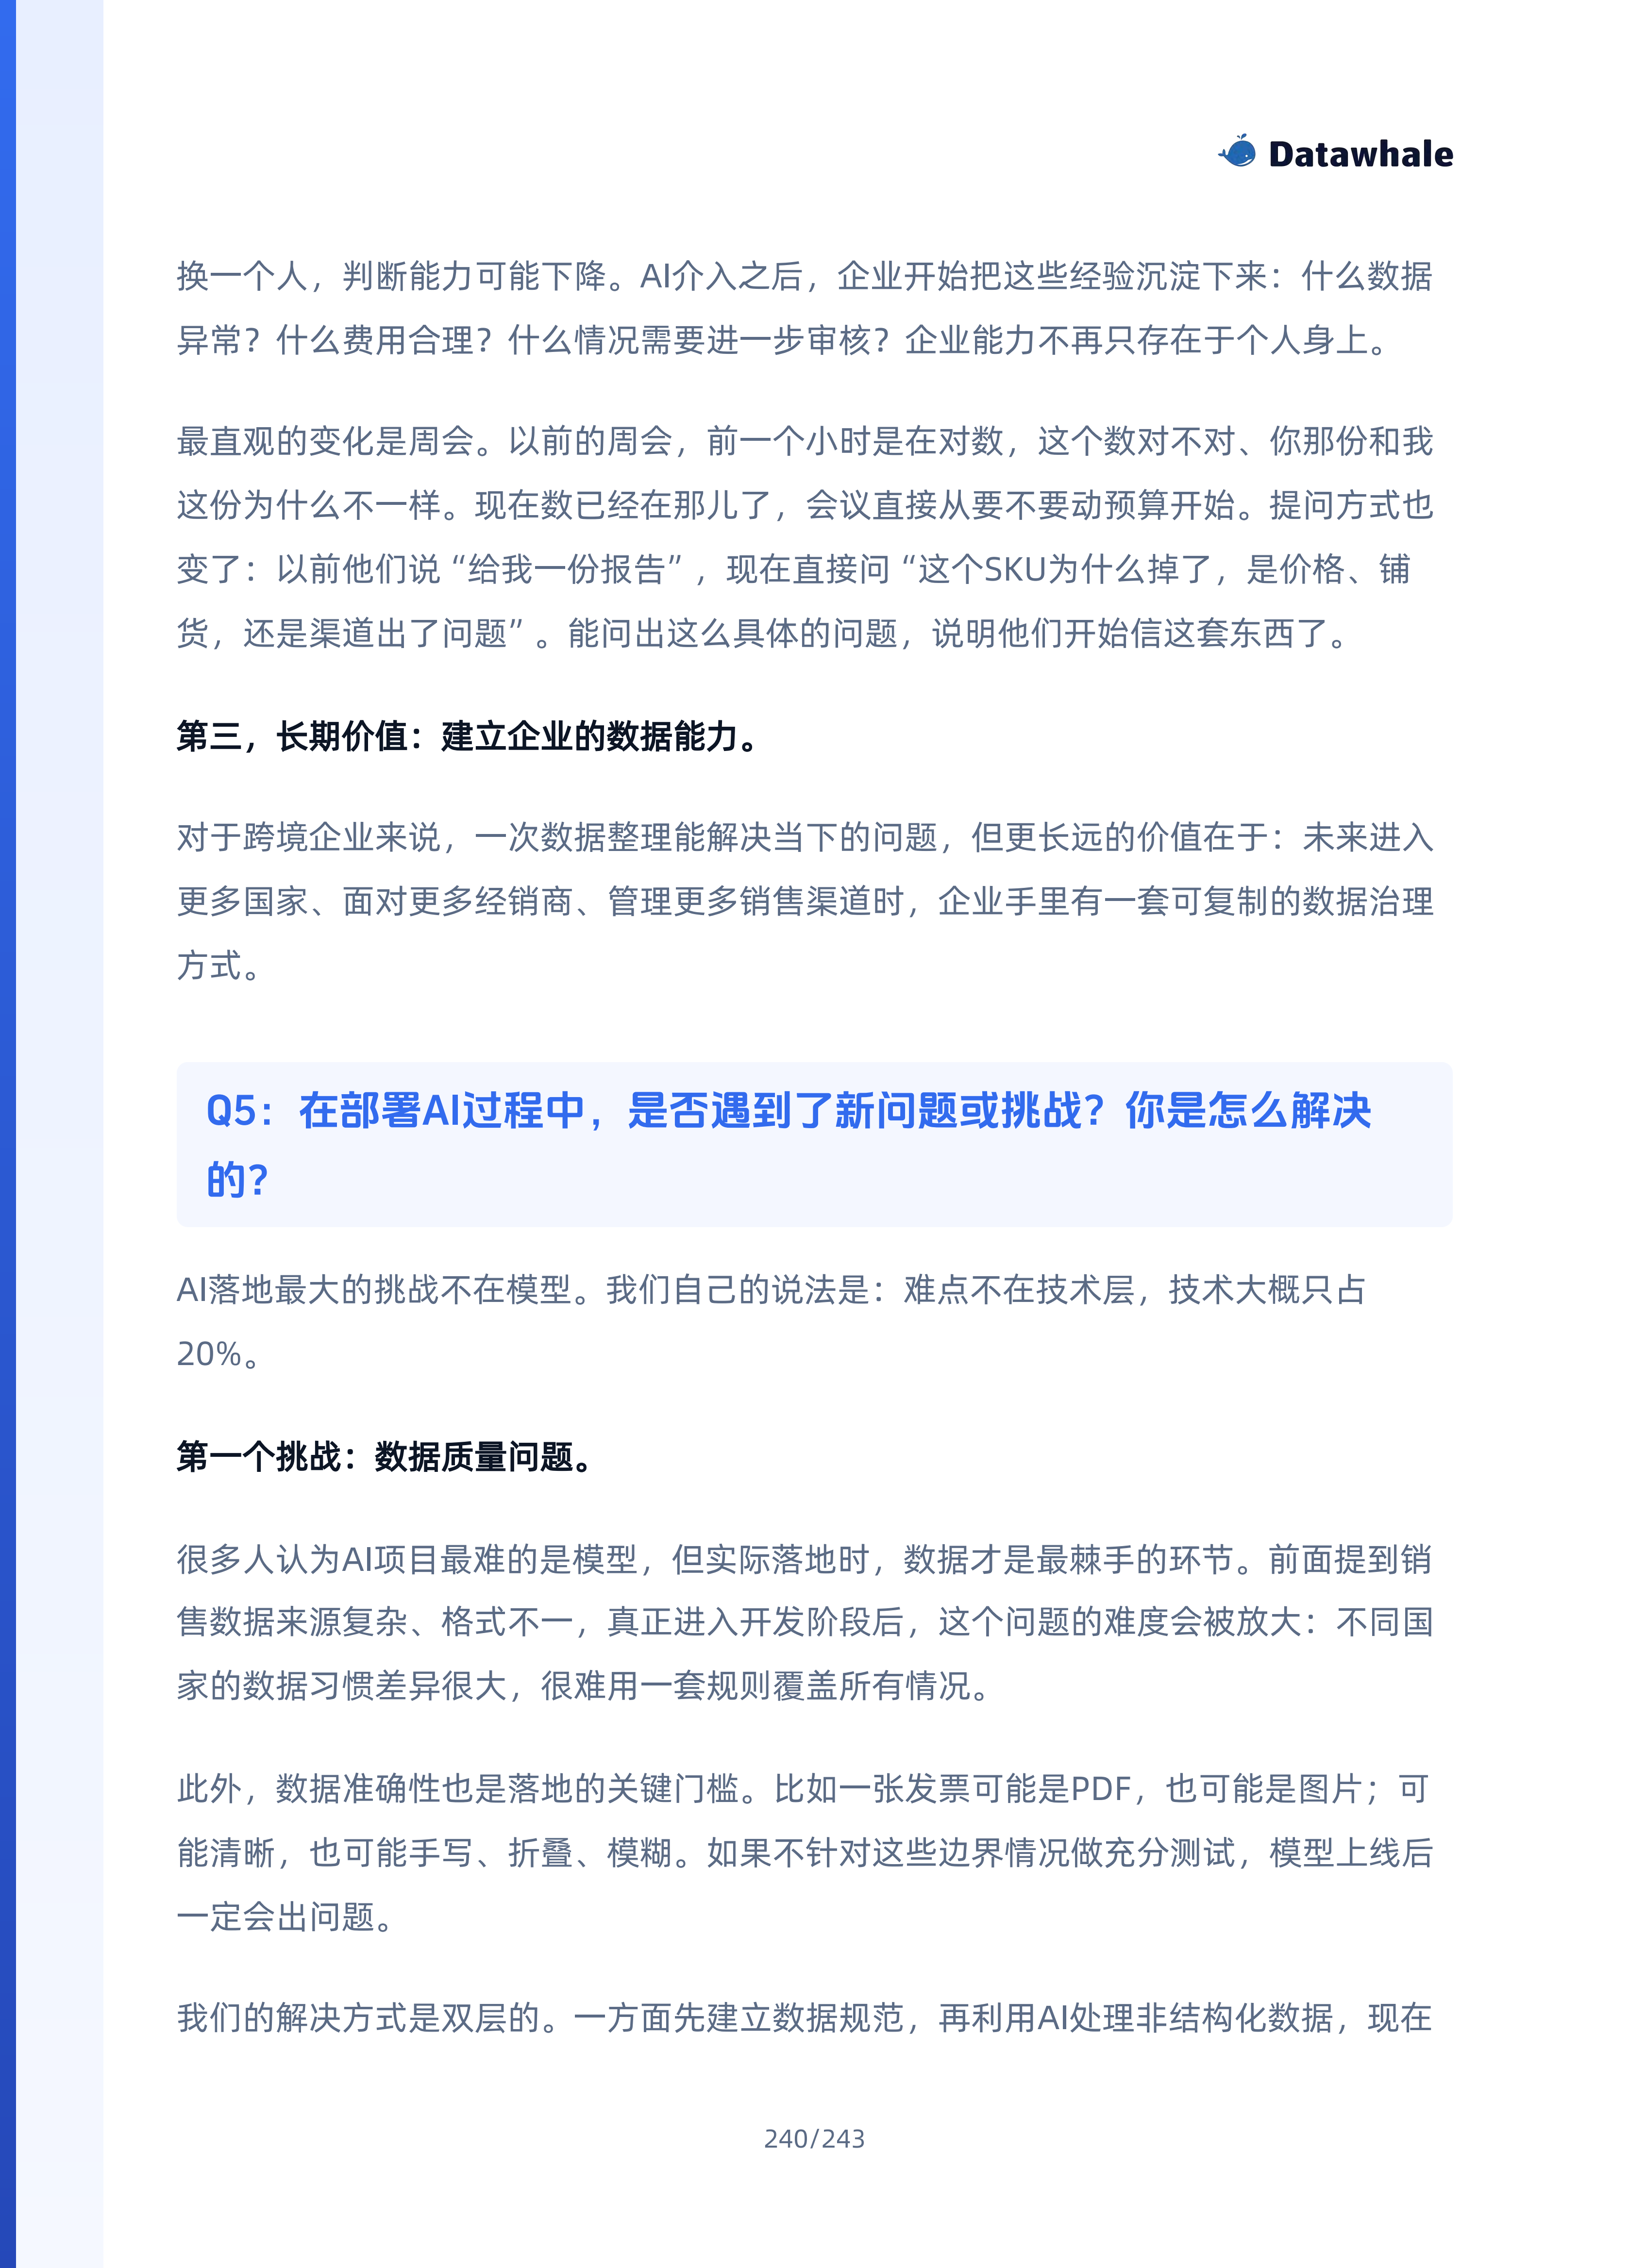 Datawhale
换一个人，判断能力可能下降。AI介入之后，企业开始把这些经验沉淀下来：什么数据
异常？什么费用合理？什么情况需要进一步审核？企业能力不再只存在于个人身上。
最直观的变化是周会。以前的周会，前一个小时是在对数，这个数对不对、你那份和我
这份为什么不一样。现在数已经在那儿了，会议直接从要不要动预算开始。提问方式也
变了：以前他们说“给我一份报告”，现在直接问“这个SKU为什么掉了，是价格、铺
货，还是渠道出了问题”。能问出这么具体的问题，说明他们开始信这套东西了。
第三，长期价值：建立企业的数据能力。
对于跨境企业来说，一次数据整理能解决当下的问题，但更长远的价值在于：未来进入
更多国家、面对更多经销商、管理更多销售渠道时，企业手里有一套可复制的数据治理
方式。
Q5：在部署AI过程中，是否遇到了新问题或挑战？你是怎么解决
的？
AI落地最大的挑战不在模型。我们自己的说法是：难点不在技术层，技术大概只占
20%。
第一个挑战：数据质量问题。
很多人认为AI项目最难的是模型，但实际落地时，数据才是最棘手的环节。前面提到销
售数据来源复杂、格式不一，真正进入开发阶段后，这个问题的难度会被放大：不同国
家的数据习惯差异很大，很难用一套规则覆盖所有情况。
此外，数据准确性也是落地的关键门槛。比如一张发票可能是PDF，也可能是图片；可
能清晰，也可能手写、折叠、模糊。如果不针对这些边界情况做充分测试，模型上线后
一定会出问题。
我们的解决方式是双层的。一方面先建立数据规范，再利用AI处理非结构化数据，现在
240/243